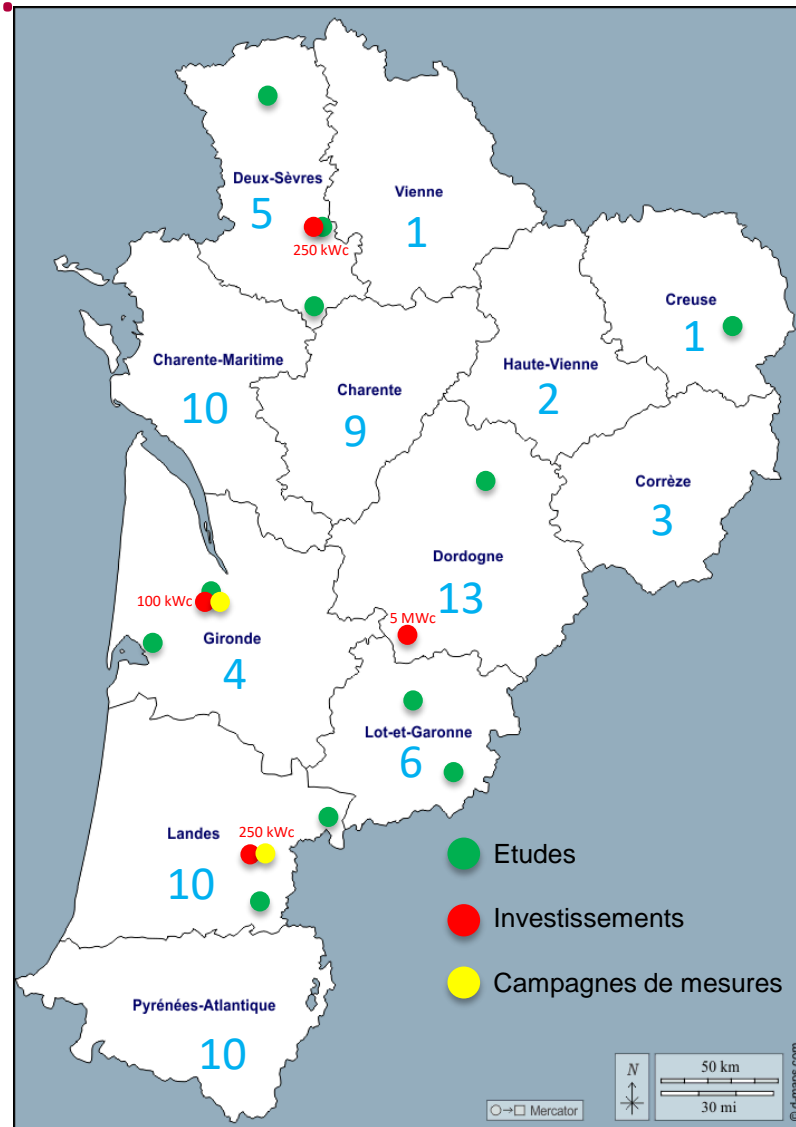 Deux-Sèvres
5
250 kWc
Vienne
1
Creuse
1
Charente-Maritime
10
Charente
9
Haute-Vienne
2
Corrèze
3
Dordogne
13
5 MWc
100 kWc
Gironde
4
Lot-et-Garonne
6
Landes
250 kWc
10
Etudes
Investissements
Campagnes de mesures
Pyrénées-Atlantique
10
Mercator
N
50 km
30 mi
© d-maps.com